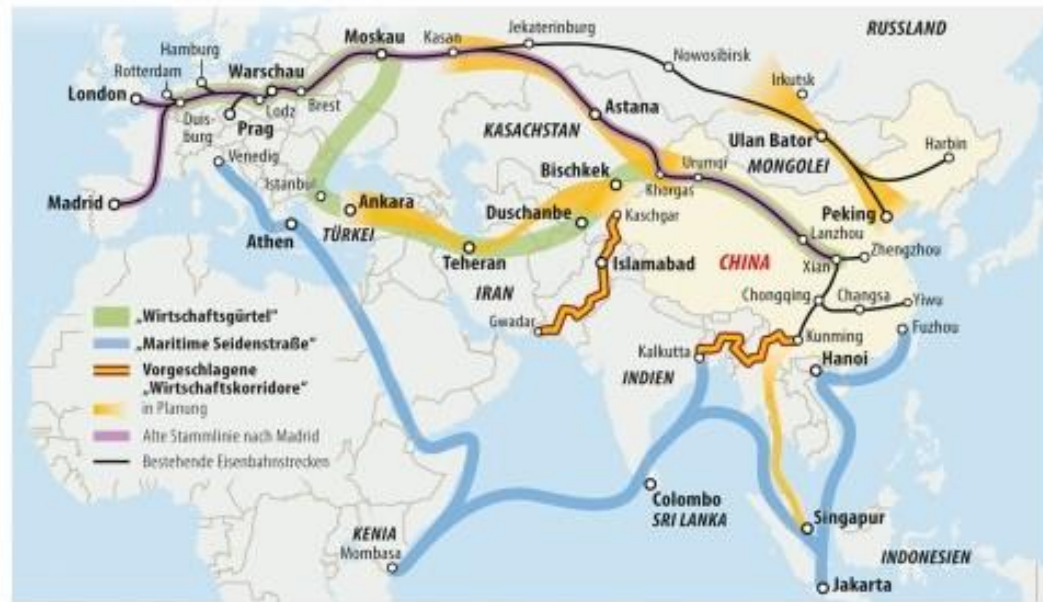 RUSSLAND
Jekaterinburg
Moskau
Kasan
Nowosibirsk
Hamburg
Rotterdam
Warschau
Irkutsk
London
Duis-
burg
Lodz
Brest
Astana
Prag
KASACHSTAN
Ulan Bator
MONGOLEI
Harbin
Venedig
Bischkek
Urumqi
Khorgas
Istanbul
Madrid
Ankara
Duschanbe
Kaschgar
Peking
TÜRKEI
Athen
Lanzhou
Zhengzhou
Teheran
Islamabad
CHINA
Xian
IRAN
Chongqing
Changsa
Yiwu
Gwadar
Fuzhou
Kunming
Kalkutta
Hanoi
INDIEN
„Wirtschaftsgürtel“
„Maritime Seidenstraße“
Vorgeschlagene
„Wirtschaftskorridore“
in Planung
Alte Stammlinie nach Madrid
Bestehende Eisenbahnstrecken
Colombo
SRI LANKA
Singapur
KENIA
Mombasa
INDONESIEN
Jakarta